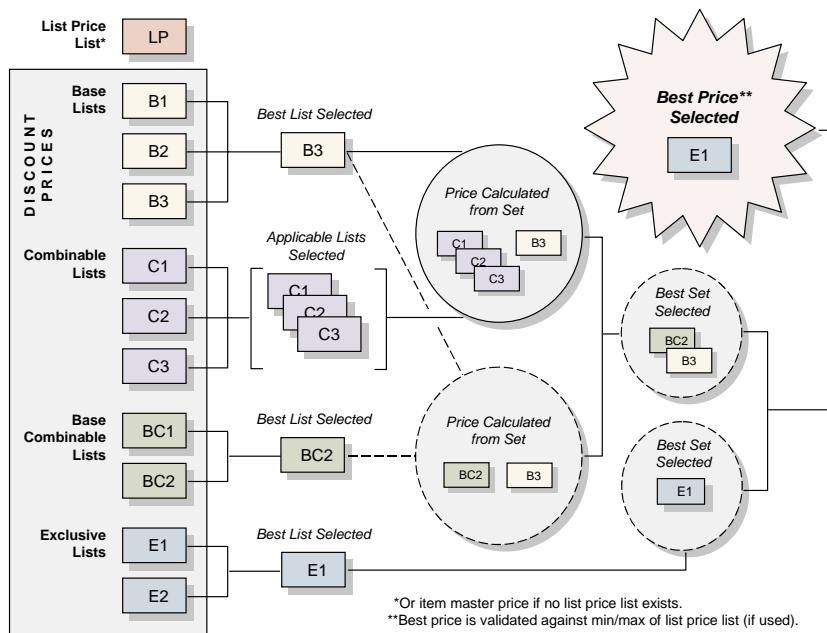 List Price
List*
LP
DISCOUNT
PRICES
Base
Lists
B1
B2
B3
Best List Selected
B3
Combinable
Lists
C1
C2
C3
Applicable Lists
Selected
C1
C2
C3
Base
Combinable
Lists
BC1
BC2
Best List Selected
BC2
Exclusive
Lists
E1
E2
Best List Selected
E1
Price Calculated
from Set
C1
C2
C3
B3
Price Calculated
from Set
BC2
B3
Best Set
Selected
BC2
B3
Best Set
Selected
E1
Best Price**
Selected
E1
*Or item master price if no list price list exists.
**Best price is validated against min/max of list price list (if used).